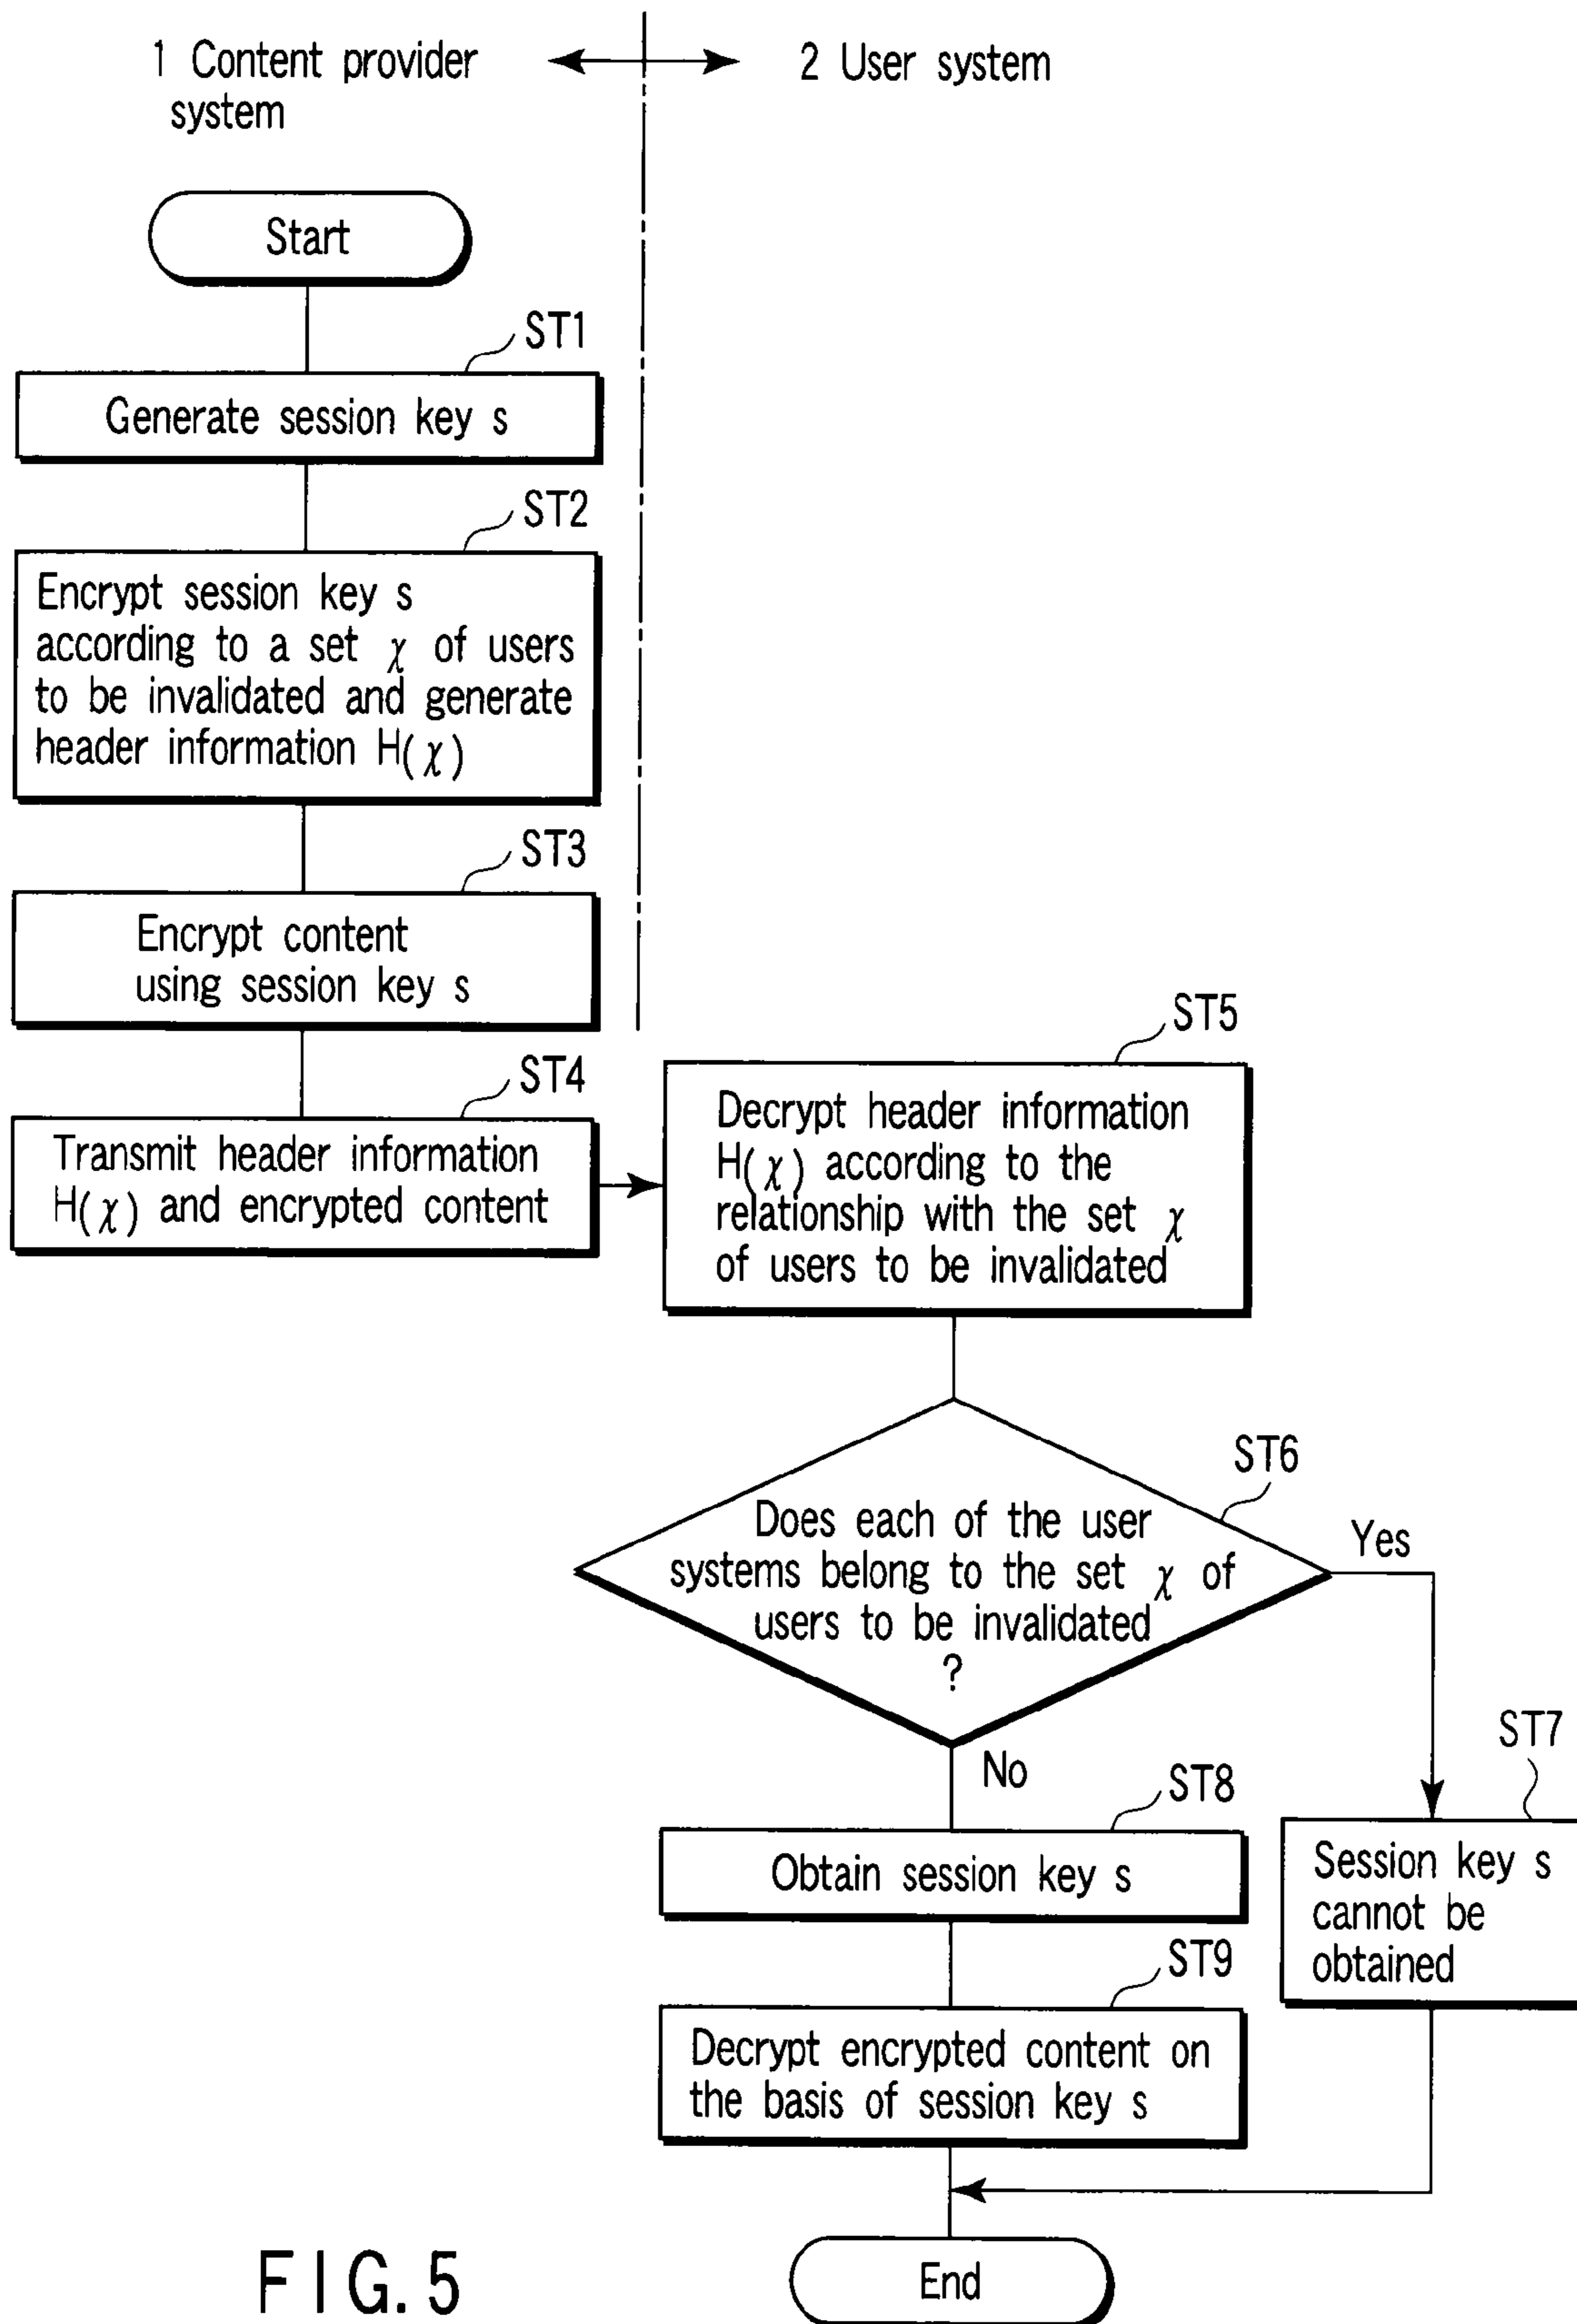 1 Content provider
system
2 User system
Start
ST1
Generate session key s
ST2
Encrypt session key s
according to a set χ of users
to be invalidated and generate
header information H(χ)
ST3
Encrypt content
using session key s
ST4
Transmit header information
H(χ) and encrypted content
ST5
Decrypt header information
H(χ) according to the
relationship with the set χ
of users to be invalidated
ST6
Does each of the user
systems belong to the set χ of
users to be invalidated
?
Yes
No
ST7
Session key s
cannot be
obtained
ST8
Obtain session key s
ST9
Decrypt encrypted content on
the basis of session key s
End
FIG. 5